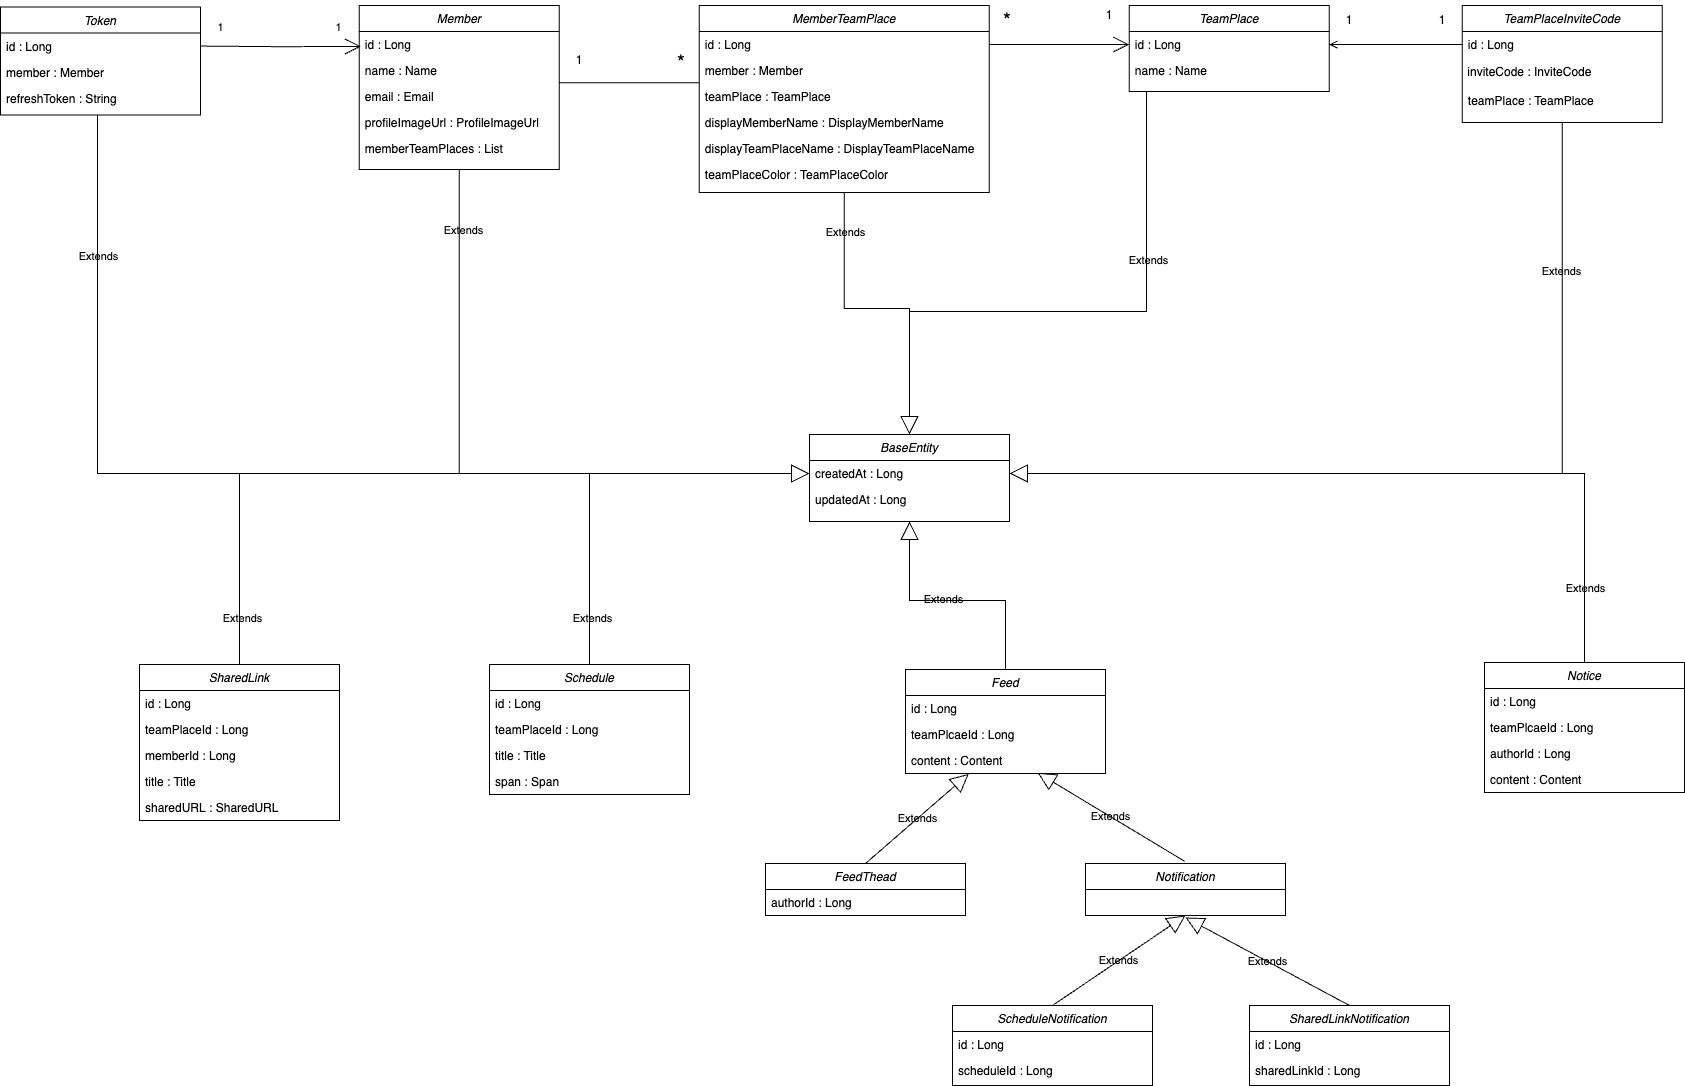 Token
id : Long
member : Member
refreshToken : String
1
1
Member
id : Long
name : Name
email : Email
profileImageUrl : ProfileImageUrl
memberTeamPlaces : List
1
*
MemberTeamPlace
id : Long
member : Member
teamPlace : TeamPlace
displayMemberName : DisplayMemberName
displayTeamPlaceName : DisplayTeamPlaceName
teamPlaceColor : TeamPlaceColor
*
1
TeamPlace
id : Long
name : Name
1
1
TeamPlaceInviteCode
id : Long
inviteCode : InviteCode
teamPlace : TeamPlace
Extends
Extends
Extends
Extends
Extends
BaseEntity
createdAt : Long
updatedAt : Long
Extends
Extends
Extends
Extends
SharedLink
id : Long
teamPlaceId : Long
memberId : Long
title : Title
sharedURL : SharedURL
Schedule
id : Long
teamPlaceId : Long
title : Title
span : Span
Feed
id : Long
teamPlcaeId : Long
content : Content
Notice
id : Long
teamPlcaeId : Long
authorId : Long
content : Content
Extends
Extends
FeedThead
authorId : Long
Notification
Extends
Extends
ScheduleNotification
id : Long
scheduleId : Long
SharedLinkNotification
id : Long
sharedLinkId : Long